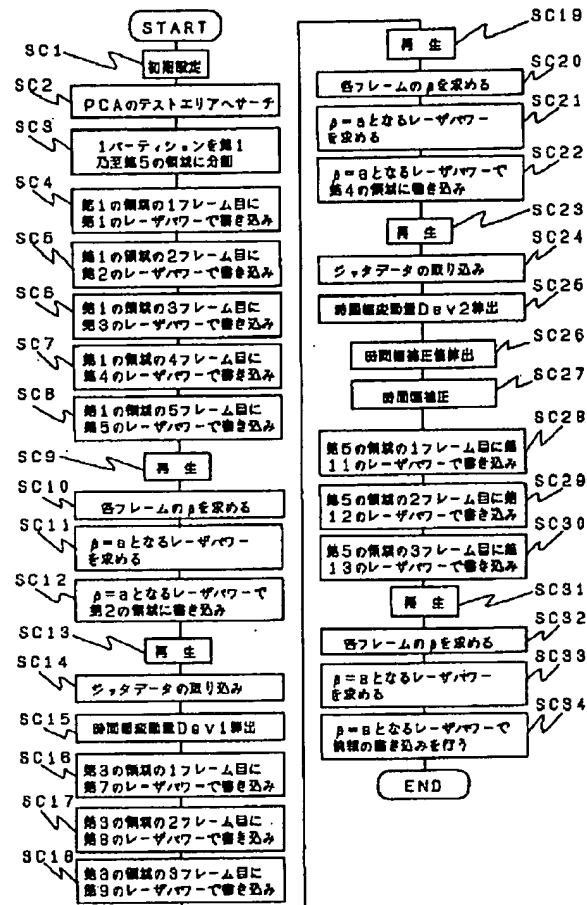 START
SC1
初期設定
SC2
PCAのテストエリアへサーチ
SC3
1パーティションを第1
乃至第5の領域に分割
SC4
第1の領域の1フレーム目に
第1のレーザパワーで書き込み
SC5
第1の領域の2フレーム目に
第2のレーザパワーで書き込み
SC6
第1の領域の3フレーム目に
第3のレーザパワーで書き込み
SC7
第1の領域の4フレーム目に
第4のレーザパワーで書き込み
SC8
第1の領域の5フレーム目に
第5のレーザパワーで書き込み
SC9
再生
SC10
各フレームのβを求める
SC11
β=aとなるレーザパワー
を求める
SC12
β=aとなるレーザパワーで
第2の領域に書き込み
SC13
再生
SC14
ジッタデータの取り込み
SC15
時間幅変動量Dev1算出
SC16
第3の領域の1フレーム目に
第7のレーザパワーで書き込み
SC17
第3の領域の2フレーム目に
第8のレーザパワーで書き込み
SC18
第3の領域の3フレーム目に
第9のレーザパワーで書き込み
SC19
再生
SC20
各フレームのβを求める
SC21
β=aとなるレーザパワー
を求める
SC22
β=aとなるレーザパワーで
第4の領域に書き込み
SC23
再生
SC24
ジッタデータの取り込み
SC25
時間幅変動量Dev2算出
SC26
時間幅補正値算出
SC27
時間幅補正
SC28
第5の領域の1フレーム目に第
11のレーザパワーで書き込み
SC29
第5の領域の2フレーム目に第
12のレーザパワーで書き込み
SC30
第5の領域の3フレーム目に第
13のレーザパワーで書き込み
SC31
再生
SC32
各フレームのβを求める
SC33
β=aとなるレーザパワー
を求める
SC34
β=aとなるレーザパワーで
情報の書き込みを行う
END